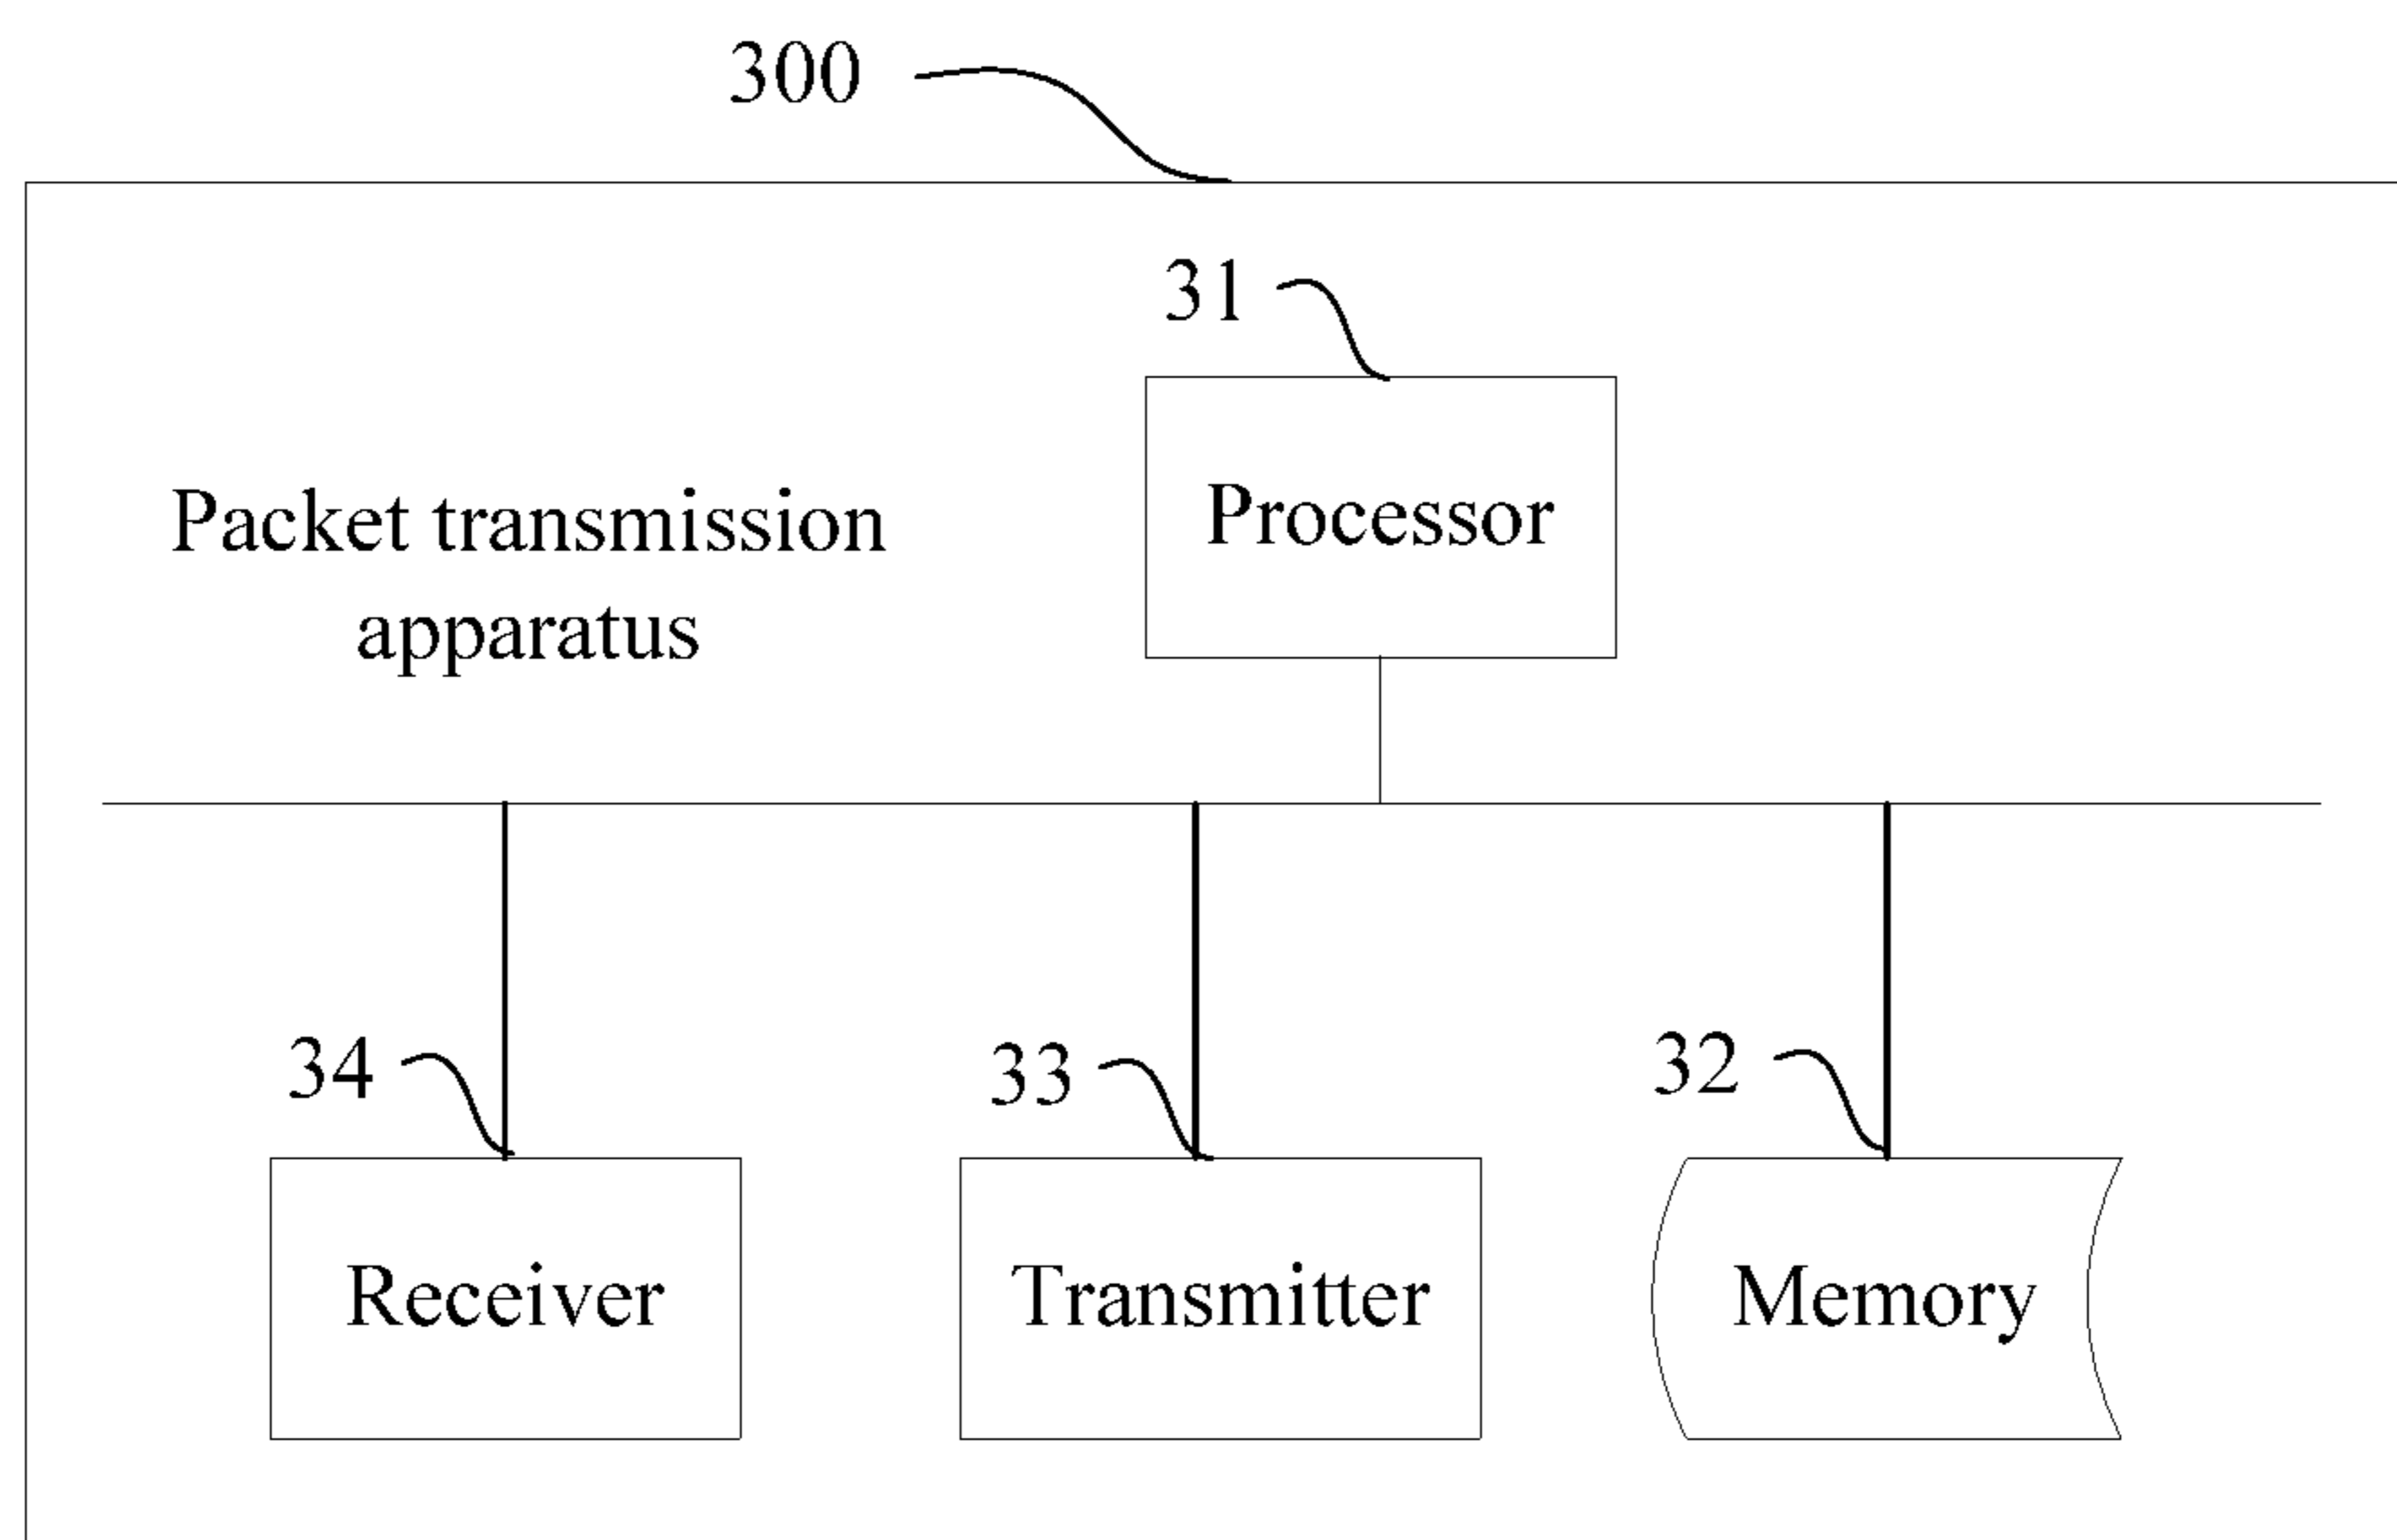 300
31
Packet transmission
apparatus
Processor
34
33
32
Receiver
Transmitter
Memory